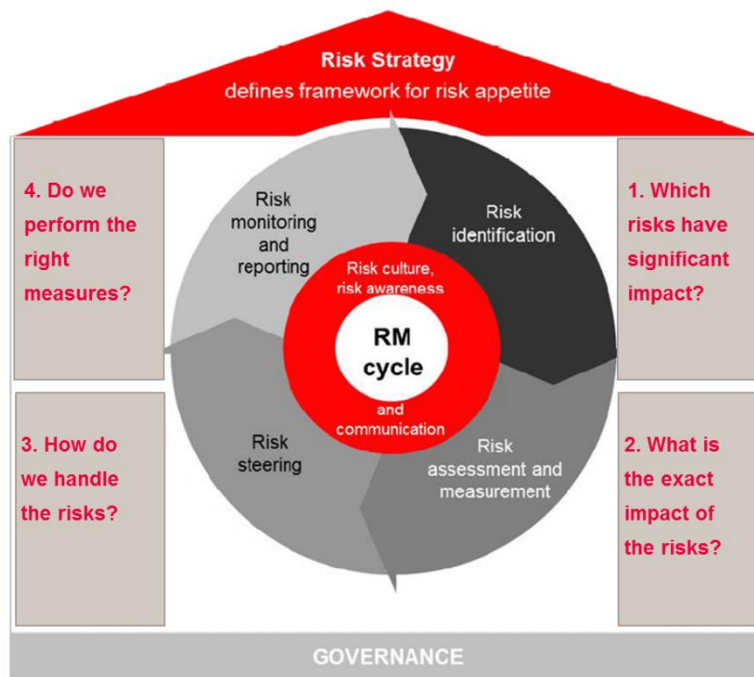 Risk Strategy
defines framework for risk appetite
4. Do we
perform the
right
measures?
Risk
monitoring
and
reporting
Risk
identification
1. Which
risks have
significant
impact?
Risk culture,
risk awareness
RM
cycle
and
communication
3. How do
we handle
the risks?
Risk
steering
Risk
assessment and
measurement
2. What is
the exact
impact of
the risks?
GOVERNANCE